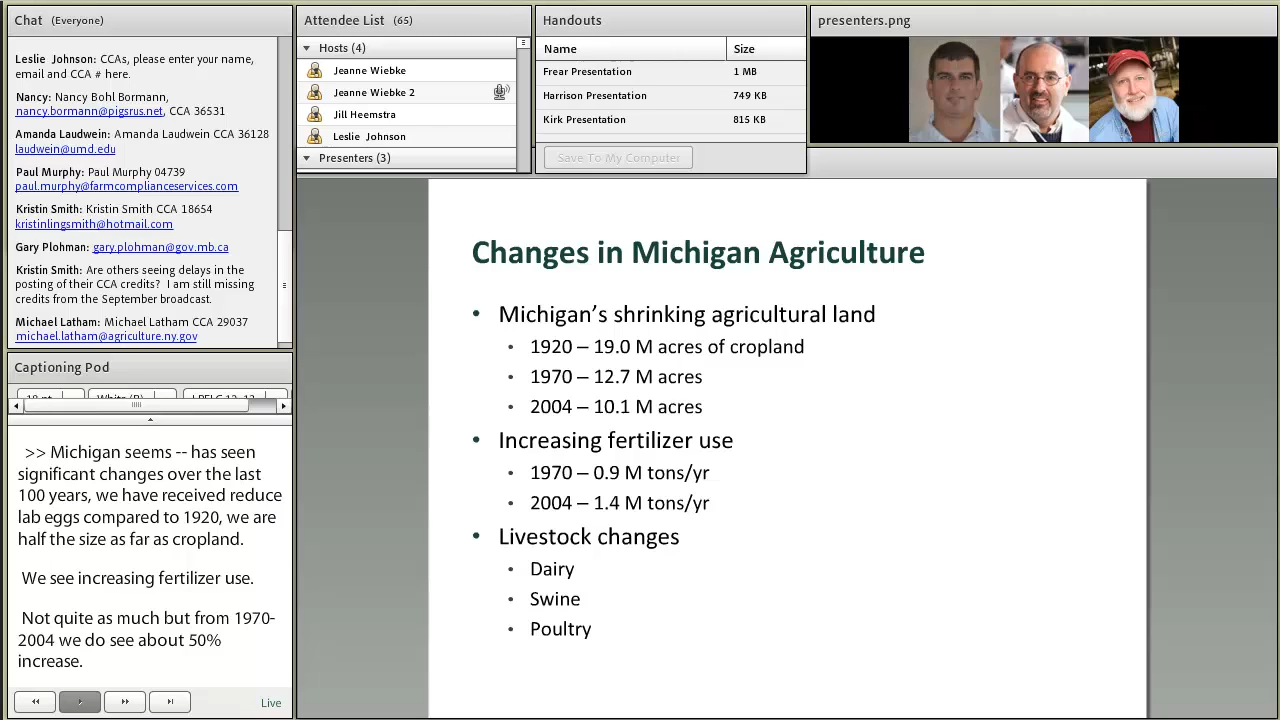 Chat (Everyone)
Leslie Johnson: CCAs, please enter your name,
email and CCA # here.
Nancy: Nancy Bohl Bormann,
nancy.bormann@pigsrus.net, CCA 36531
Amanda Laudwein: Amanda Laudwein CCA 36128
laudwein@umd.edu
Paul Murphy: Paul Murphy 04739
paul.murphy@farmcomplianceservices.com
Kristin Smith: Kristin Smith CCA 18654
kristinlingsmith@hotmail.com
Gary Plohman: gary.plohman@gov.mb.ca
Kristin Smith: Are others seeing delays in the
posting of their CCA credits? I am still missing
credits from the September broadcast.
Michael Latham: Michael Latham CCA 29037
michael.latham@agriculture.ny.gov
Captioning Pod
>> Michigan seems -- has seen
significant changes over the last
100 years, we have received reduce
lab eggs compared to 1920, we are
half the size as far as cropland.
We see increasing fertilizer use.
Not quite as much but from 1970-
2004 we do see about 50%
increase.
Live
Attendee List (65)
Hosts (4)
Jeanne Wiebke
Jeanne Wiebke 2
Jill Heemstra
Leslie Johnson
Presenters (3)
Handouts
Name Size
Frear Presentation 1 MB
Harrison Presentation 749 KB
Kirk Presentation 815 KB
Save To My Computer
presenters.png
Changes in Michigan Agriculture
• Michigan's shrinking agricultural land
• 1920 – 19.0 M acres of cropland
• 1970 – 12.7 M acres
• 2004 – 10.1 M acres
• Increasing fertilizer use
• 1970 – 0.9 M tons/yr
• 2004 – 1.4 M tons/yr
• Livestock changes
• Dairy
• Swine
• Poultry